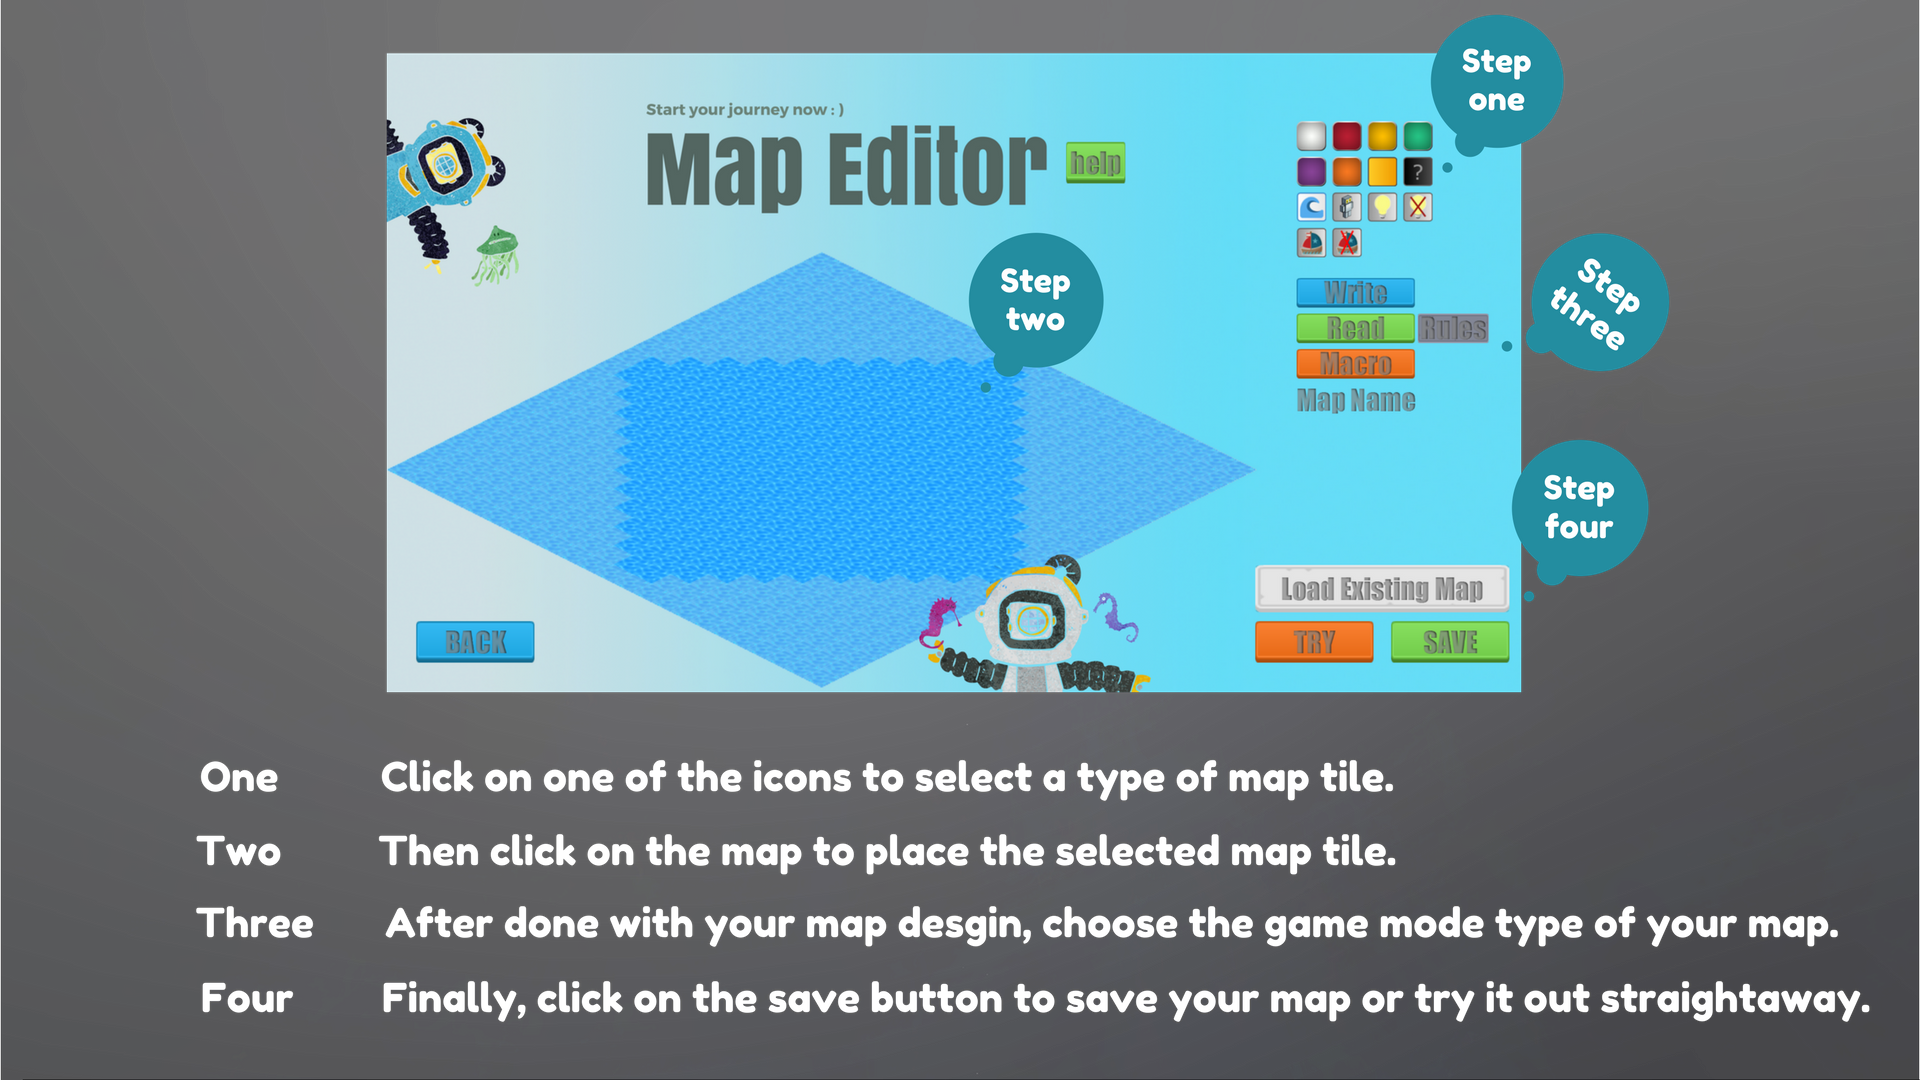 Step
one
Start your journey now : )
Map Editor
help
?
Step
two
Write
Read
Rules
Macro
Map Name
Step
three
Step
four
Load Existing Map
BACK
TRY
SAVE
One Click on one of the icons to select a type of map tile.
Two Then click on the map to place the selected map tile.
Three After done with your map desgin, choose the game mode type of your map.
Four Finally, click on the save button to save your map or try it out straightaway.